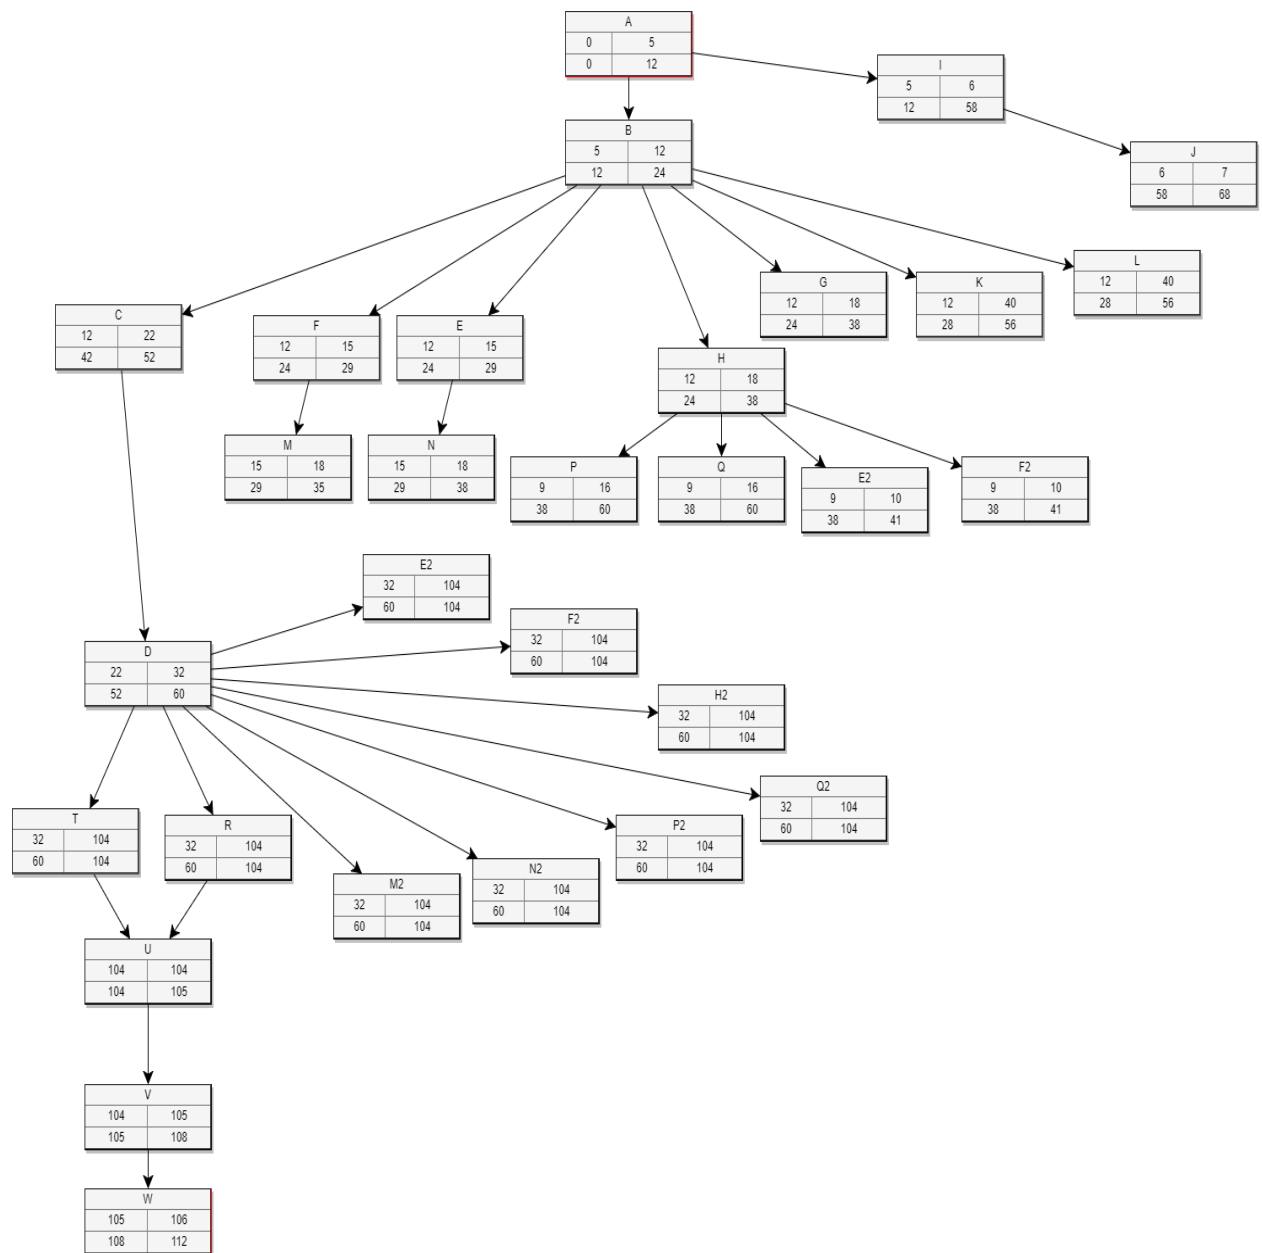 A
0 5
0 12
I
5 6
12 58
B
5 12
12 24
J
6 7
58 68
L
12 40
28 56
G
12 18
24 38
K
12 40
28 56
C
12 22
42 52
F
12 15
24 29
E
12 15
24 29
H
12 18
24 38
M
15 18
29 35
N
15 18
29 38
P
9 16
38 60
Q
9 16
38 60
E2
9 10
38 41
F2
9 10
38 41
E2
32 104
60 104
F2
32 104
60 104
D
22 32
52 60
H2
32 104
60 104
Q2
32 104
60 104
T
32 104
60 104
R
32 104
60 104
P2
32 104
60 104
N2
32 104
60 104
M2
32 104
60 104
U
104 104
104 105
V
104 105
105 108
W
105 106
108 112